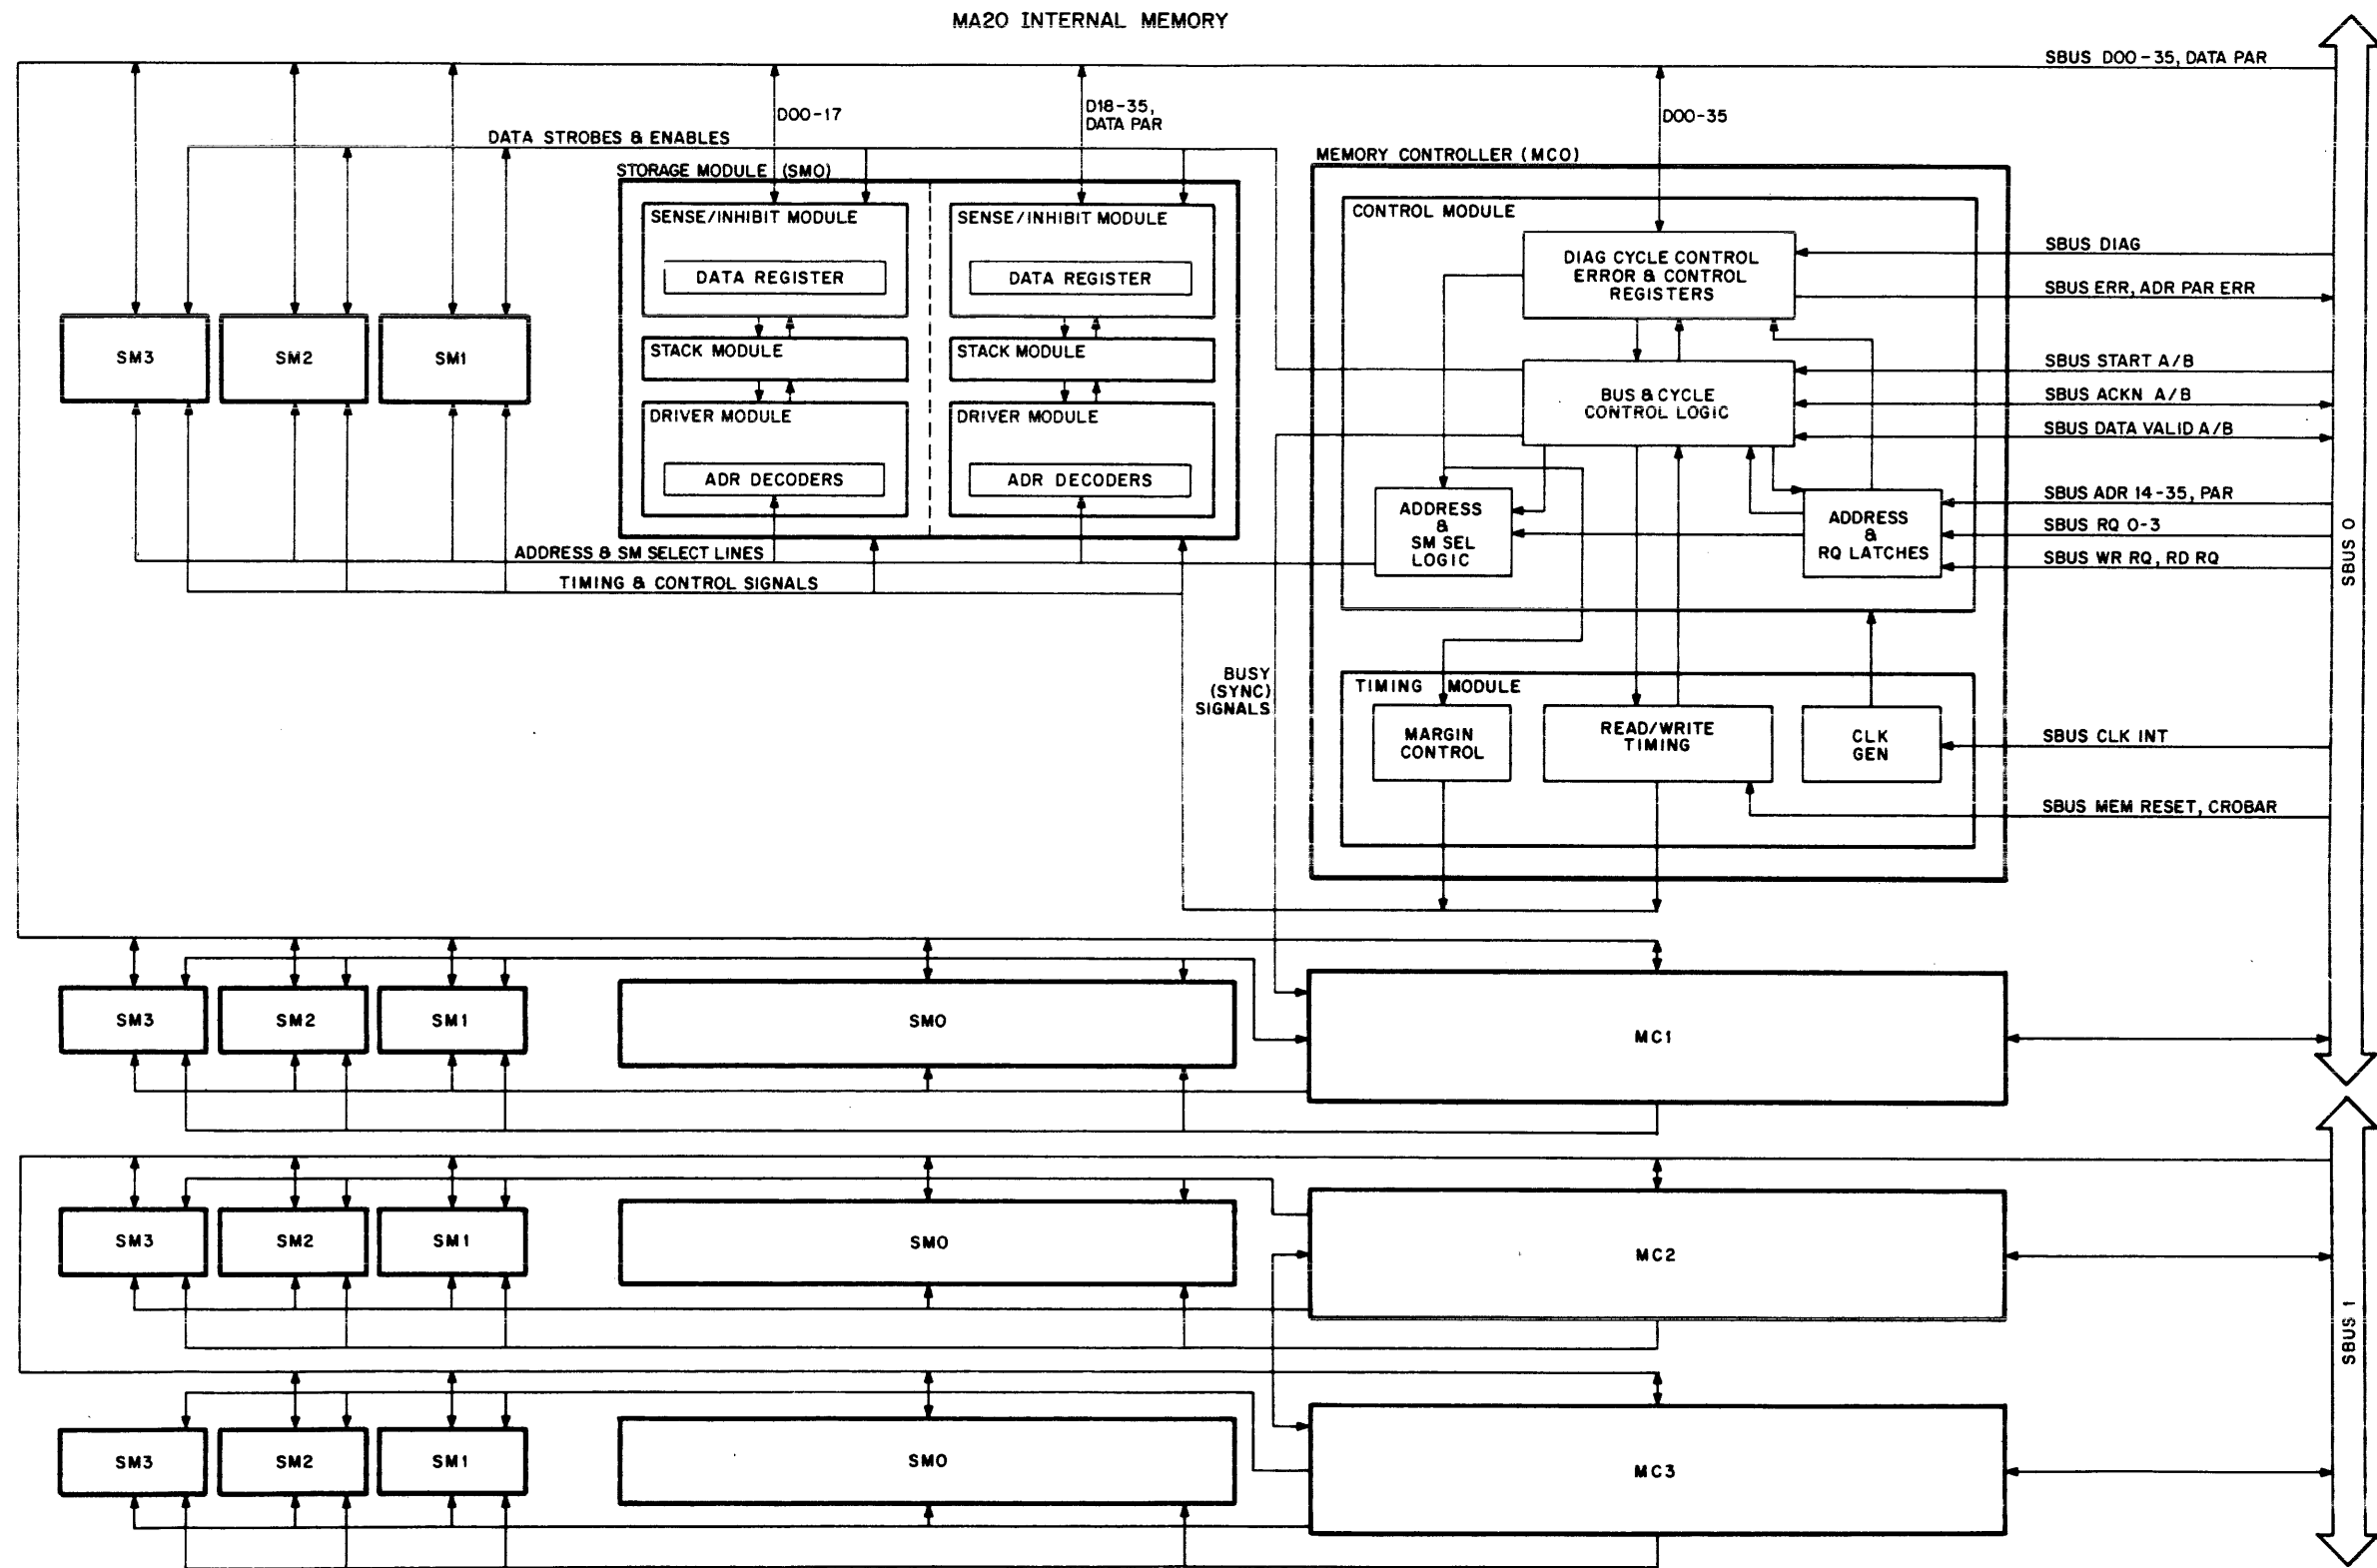 MA20 INTERNAL MEMORY
SBUS D00-35, DATA PAR
D00-17
D18-35,
DATA PAR
D00-35
DATA STROBES & ENABLES
STORAGE MODULE (SM0)
MEMORY CONTROLLER (MC0)
SENSE/INHIBIT MODULE
DATA REGISTER
SENSE/INHIBIT MODULE
DATA REGISTER
CONTROL MODULE
DIAG CYCLE CONTROL
ERROR & CONTROL
REGISTERS
SBUS DIAG
SBUS ERR, ADR PAR ERR
SM3
SM2
SM1
STACK MODULE
STACK MODULE
BUS & CYCLE
CONTROL LOGIC
SBUS START A/B
SBUS ACKN A/B
SBUS DATA VALID A/B
DRIVER MODULE
ADR DECODERS
DRIVER MODULE
ADR DECODERS
ADDRESS
&
SM SEL
LOGIC
ADDRESS
&
RQ LATCHES
SBUS ADR 14-35, PAR
SBUS RQ 0-3
SBUS WR RQ, RD RQ
SBUS 0
ADDRESS & SM SELECT LINES
TIMING & CONTROL SIGNALS
BUSY
(SYNC)
SIGNALS
TIMING MODULE
MARGIN
CONTROL
READ/WRITE
TIMING
CLK
GEN
SBUS CLK INT
SBUS MEM RESET, CROBAR
SM3
SM2
SM1
SM0
MC1
SM3
SM2
SM1
SM0
MC2
SBUS 1
SM3
SM2
SM1
SM0
MC3